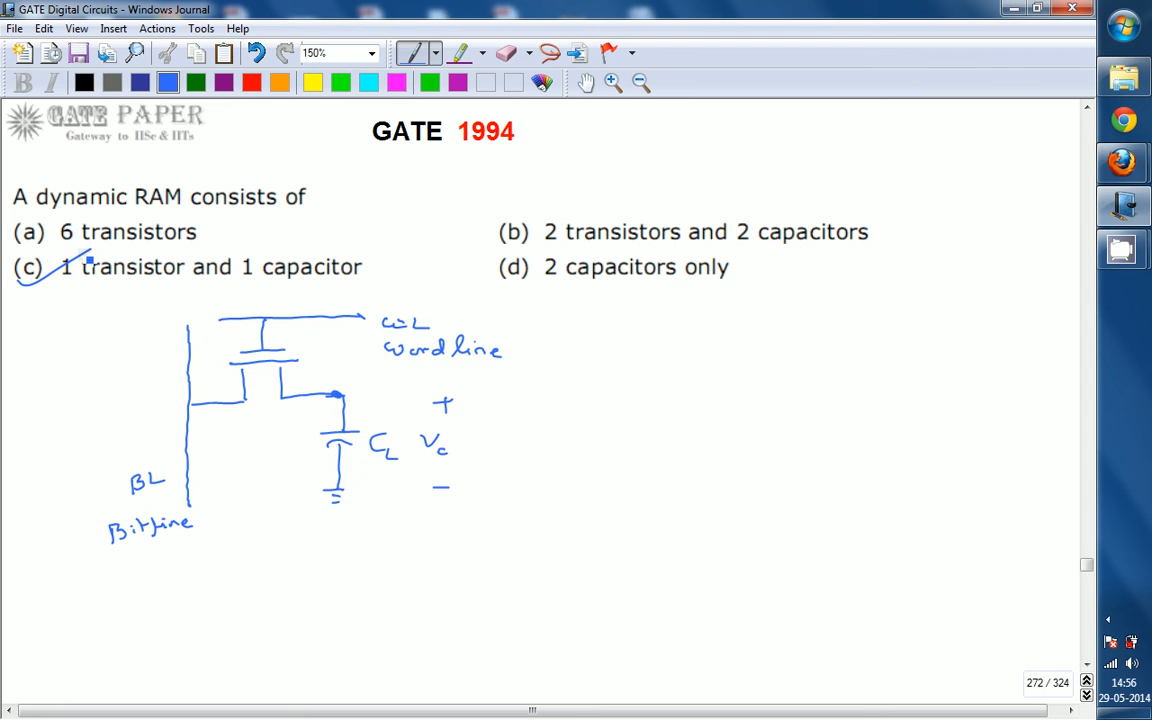 GATE Digital Circuits - Windows Journal
File Edit View Insert Actions Tools Help
150%
B I
GATE PAPER
Gateway to IISc & IITs
GATE 1994
A dynamic RAM consists of
(a) 6 transistors
(b) 2 transistors and 2 capacitors
(c) 1 transistor and 1 capacitor
(d) 2 capacitors only
WL
word line
+
CL Vc
-
BL
Bitline
272 / 324
14:56
29-05-2014